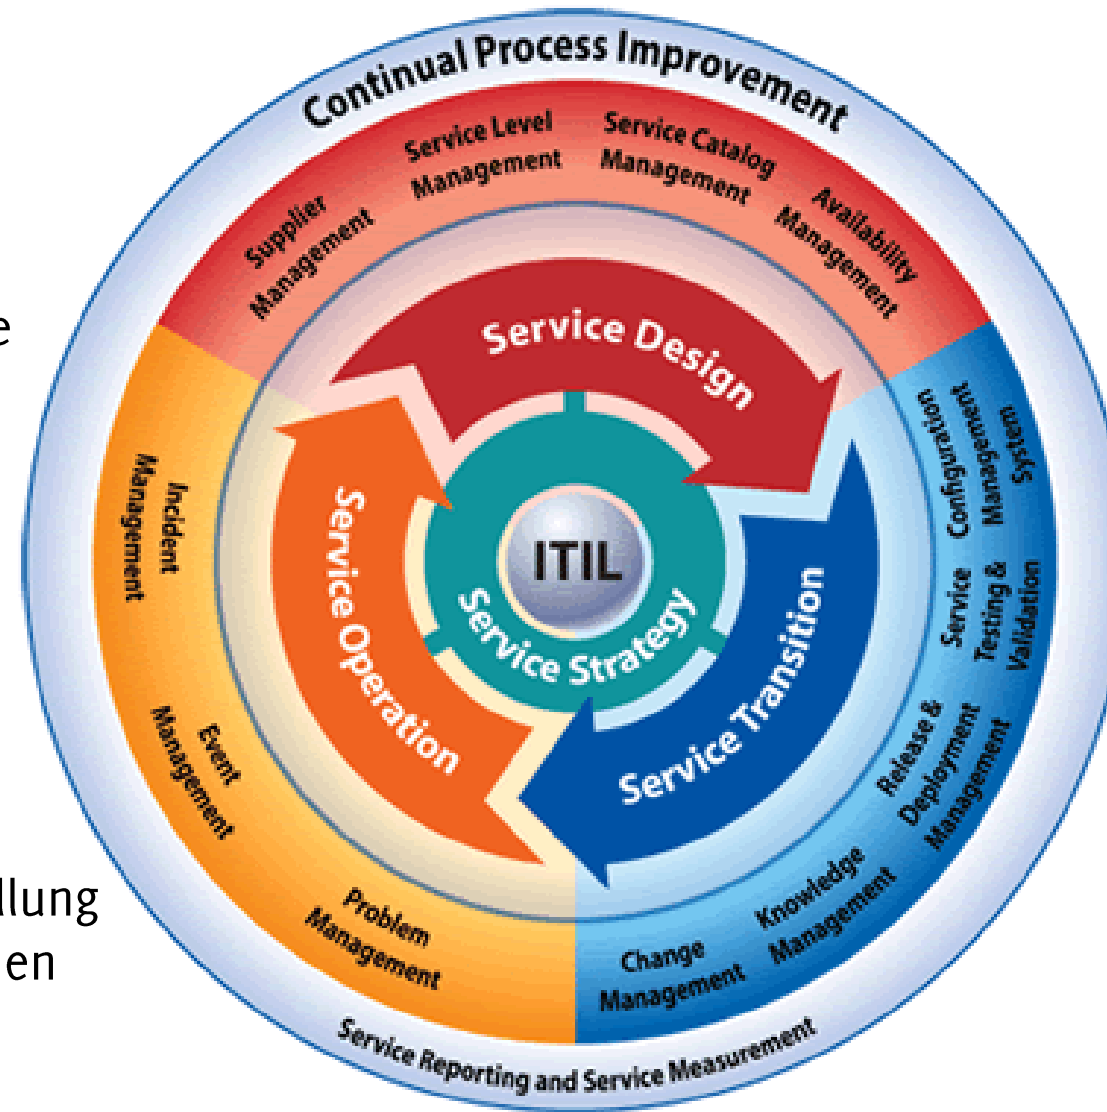 Continual Process Improvement
Supplier
Management
Service Level
Management
Service Catalog
Management
Availability
Management
Service Design
e
Configuration
Management
System
Incident
Management
ITIL
Service Strategy
Service Operation
Service Transition
Service
Testing &
Validation
Event
Management
Release &
Deployment
Management
Problem
Management
Knowledge
Management
Change
Management
llung
en
Service Reporting and Service Measurement